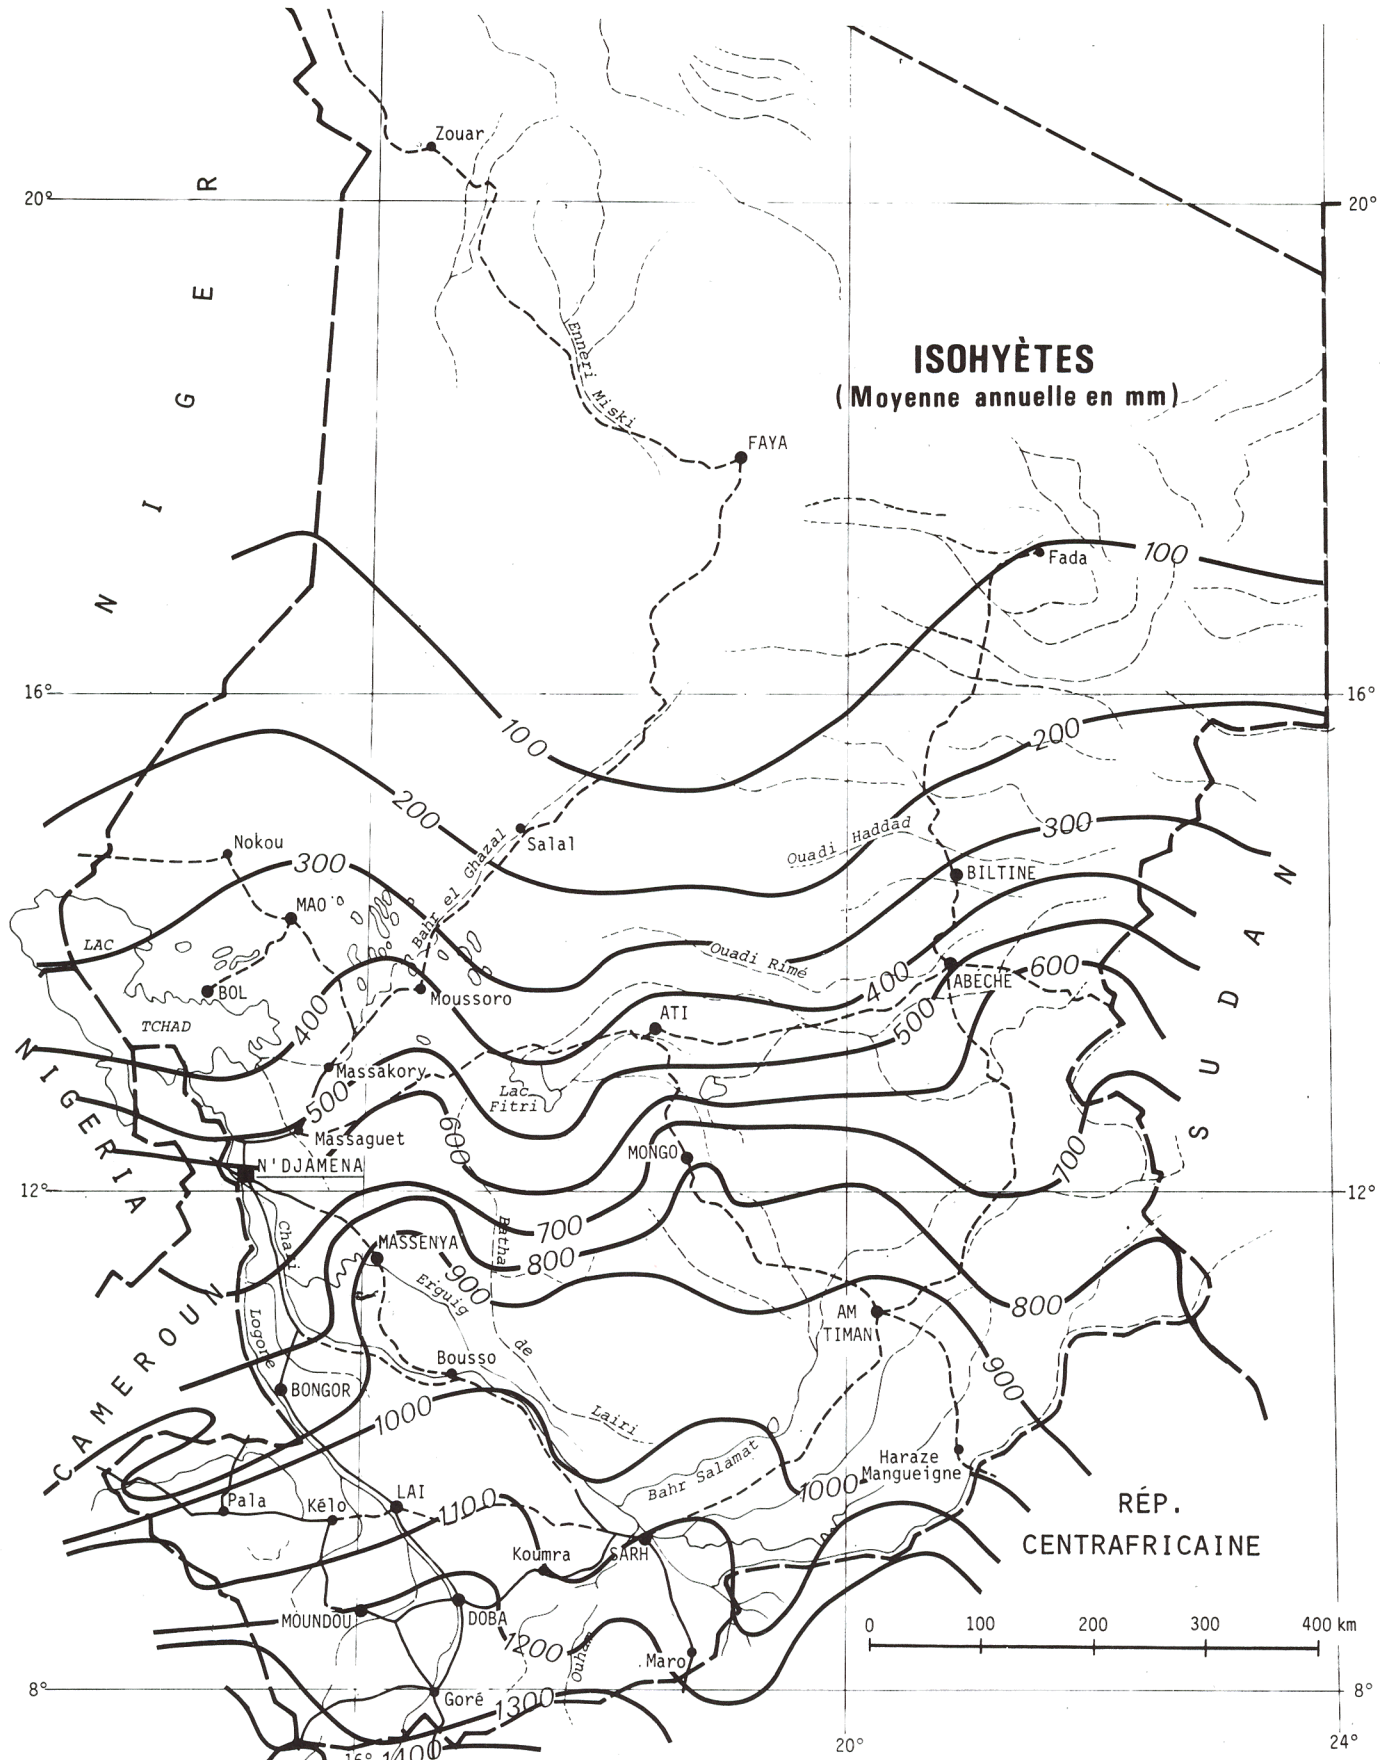 Zouar
20°
20°
NIGER
Enneri Miski
ISOHYÈTES
(Moyenne annuelle en mm)
FAYA
Fada
100
16°
16°
100
200
200
300
Nokou
Salal
Ouadi Haddad
BILTINE
300
MAO
Bahr el Ghazal
LAC
TCHAD
BOL
Moussoro
Ouadi Rimé
400
ABECHE
600
SUDAN
400
ATI
500
NIGERIA
Massakory
Lac
Fitri
500
Massaguet
600
MONGO
700
N'DJAMENA
12°
12°
Chari
Batha
700
800
MASSENYA
900
Erguig
de
Lairi
AM
TIMAN
800
CAMEROUN
Logone
Bousso
BONGOR
900
1000
Bahr Salamat
1000
Haraze
Mangueigne
Pala
Kélo
LAI
1100
RÉP.
CENTRAFRICAINE
Koumra
SARH
MOUNDOU
DOBA
1200
Ouham
Maro
0 100 200 300 400 km
8°
8°
Goré
1300
1400
16°
20°
24°